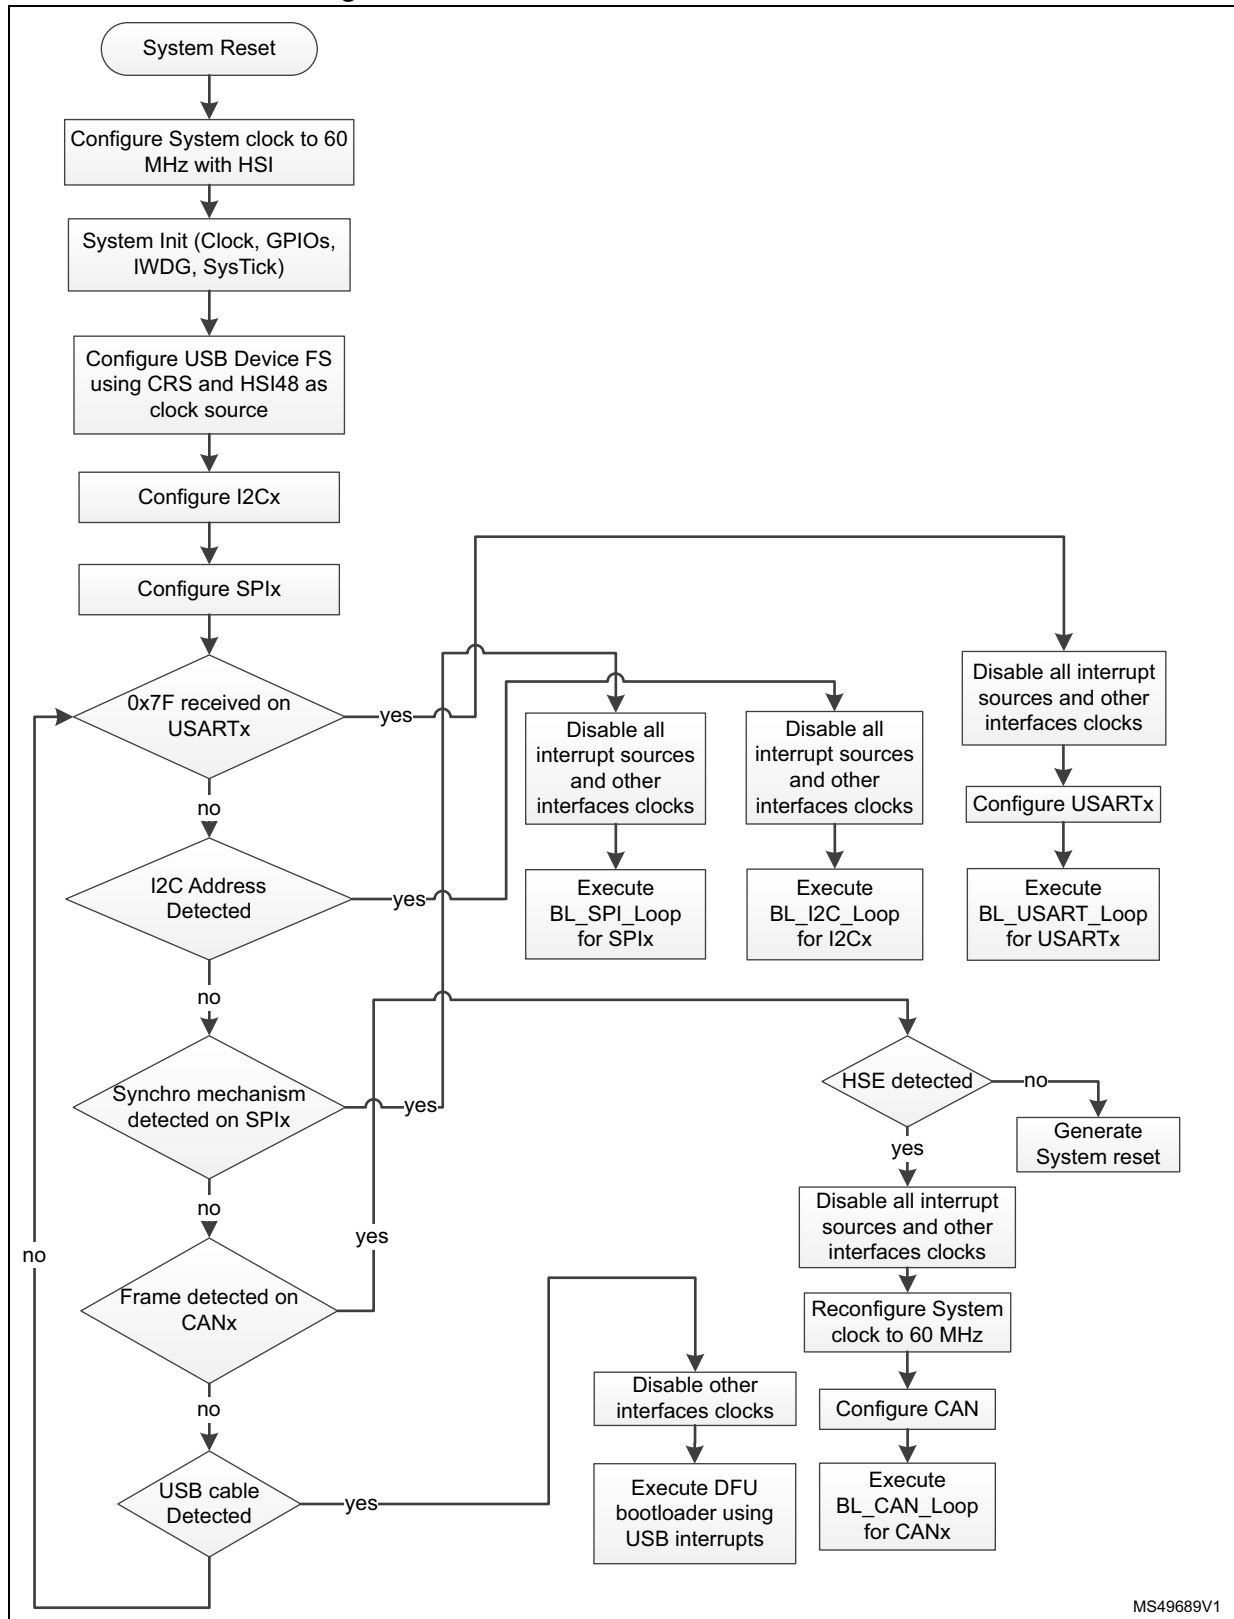 System Reset
Configure System clock to 60
MHz with HSI
System Init (Clock, GPIOs,
IWDG, SysTick)
Configure USB Device FS
using CRS and HSI48 as
clock source
Configure I2Cx
Configure SPIx
0x7F received on
USARTx
yes
no
I2C Address
Detected
yes
no
Synchro mechanism
detected on SPIx
yes
no
Frame detected on
CANx
yes
no
USB cable
Detected
yes
no
Disable all
interrupt sources
and other
interfaces clocks
Execute
BL_SPI_Loop
for SPIx
Disable all
interrupt sources
and other
interfaces clocks
Execute
BL_I2C_Loop
for I2Cx
Disable all interrupt
sources and other
interfaces clocks
Configure USARTx
Execute
BL_USART_Loop
for USARTx
HSE detected
no
Generate
System reset
yes
Disable all interrupt
sources and other
interfaces clocks
Reconfigure System
clock to 60 MHz
Configure CAN
Execute
BL_CAN_Loop
for CANx
Disable other
interfaces clocks
Execute DFU
bootloader using
USB interrupts
MS49689V1